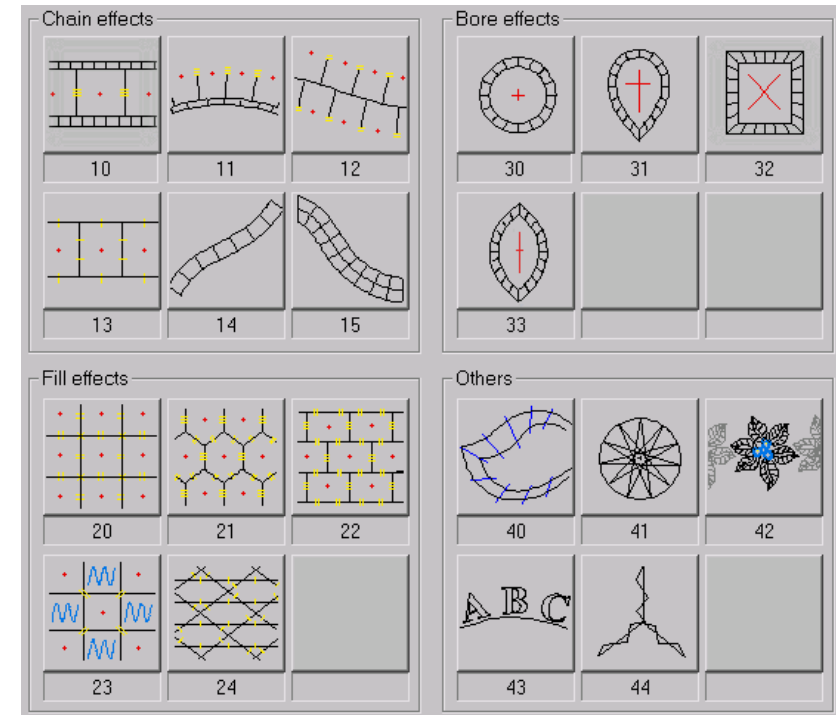 Chain effects
10 11 12
13 14 15
Bore effects
30 31 32
33
Fill effects
20 21 22
23 24
Others
40 41 42
A B C
43 44